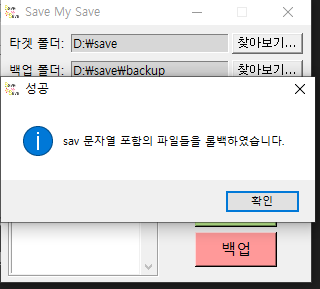 Save My Save
타겟 폴더: D:₩save 찾아보기...
백업 폴더: D:₩save₩backup 찾아보기...
성공
sav 문자열 포함의 파일들을 롤백하였습니다.
확인
백업